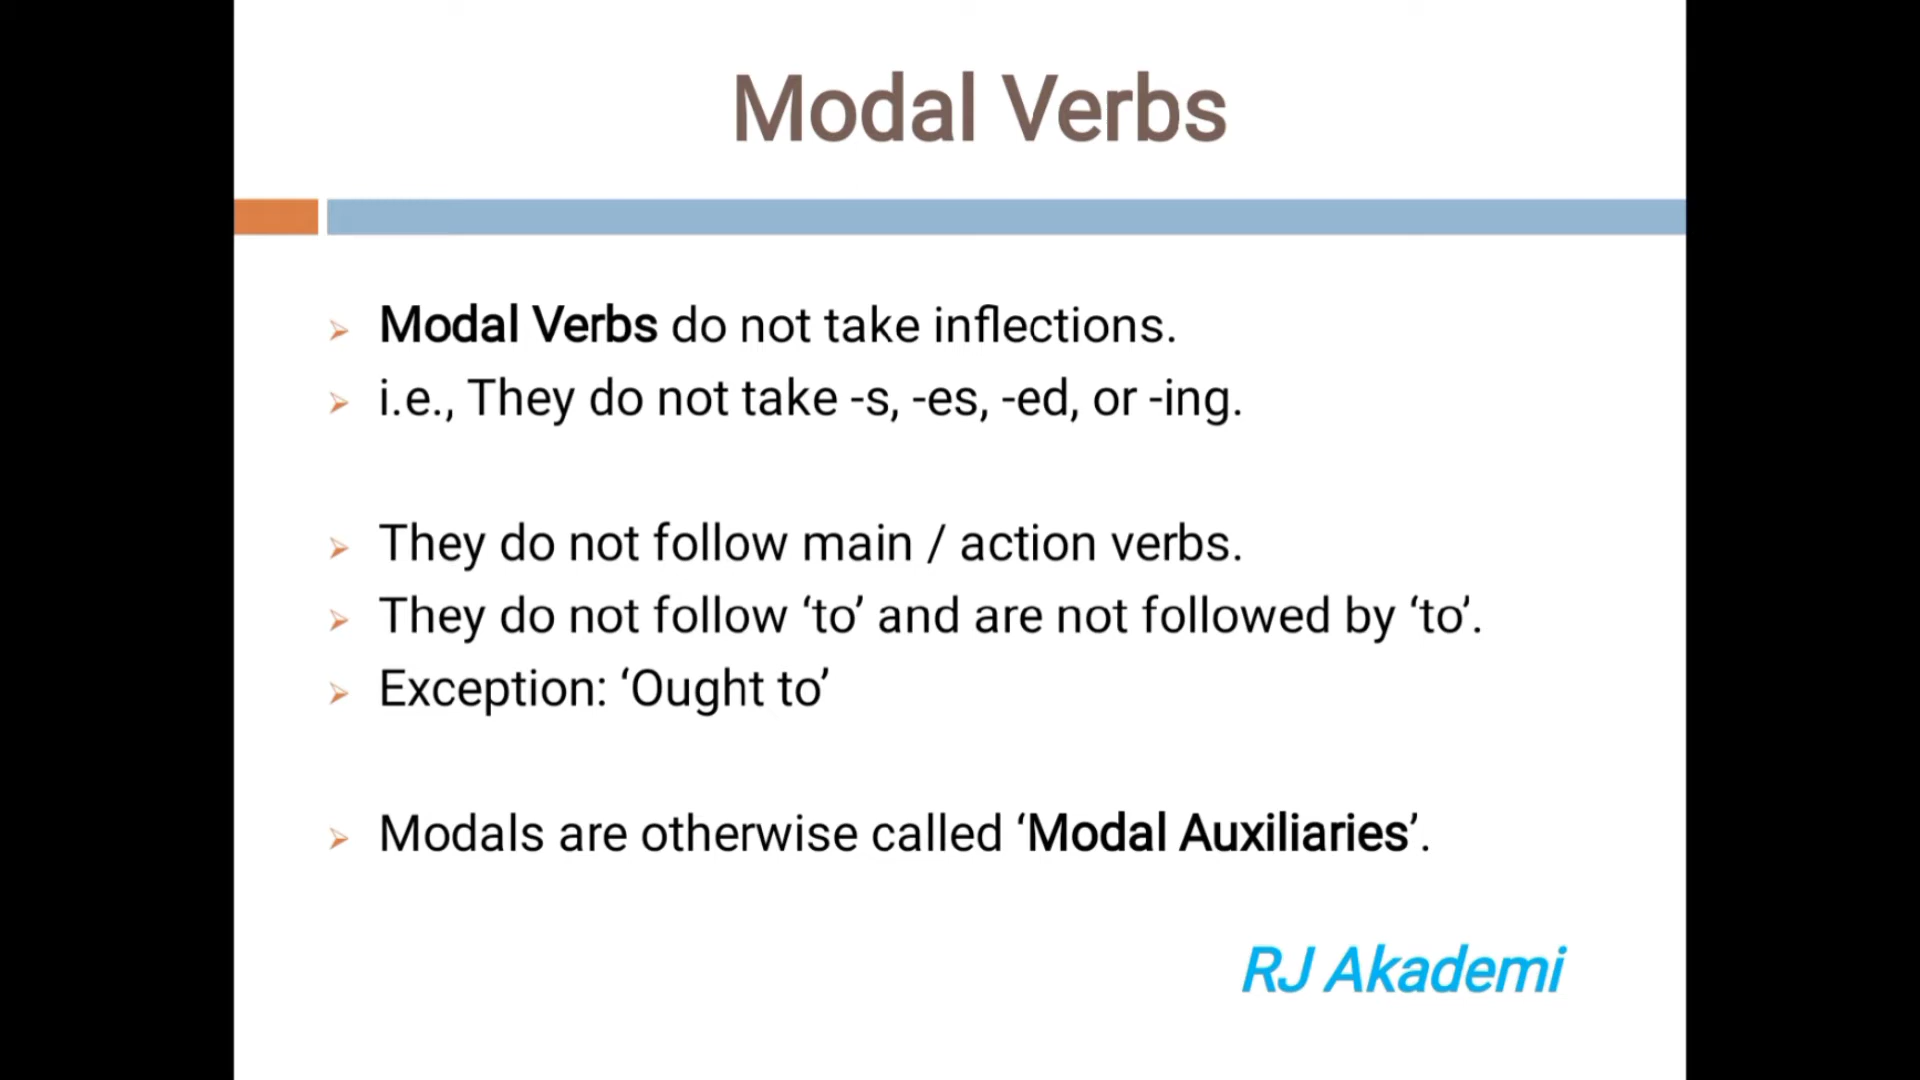 Modal Verbs
Modal Verbs do not take inflections.
i.e., They do not take -s, -es, -ed, or -ing.
They do not follow main / action verbs.
They do not follow ‘to’ and are not followed by ‘to’.
Exception: ‘Ought to’
Modals are otherwise called ‘Modal Auxiliaries’.
RJ Akademi